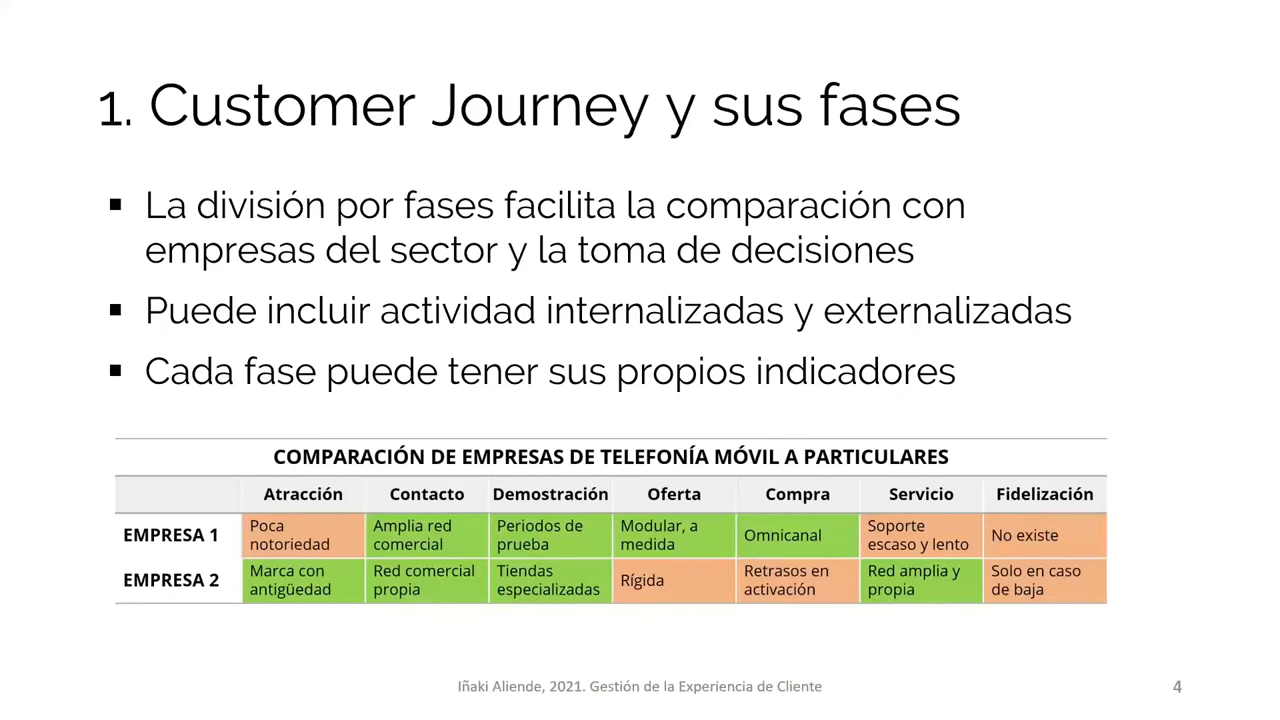 1. Customer Journey y sus fases
▪ La división por fases facilita la comparación con
empresas del sector y la toma de decisiones
▪ Puede incluir actividad internalizadas y externalizadas
▪ Cada fase puede tener sus propios indicadores
COMPARACIÓN DE EMPRESAS DE TELEFONÍA MÓVIL A PARTICULARES
Atracción Contacto Demostración Oferta Compra Servicio Fidelización
EMPRESA 1
Poca
notoriedad
Amplia red
comercial
Periodos de
prueba
Modular, a
medida
Omnicanal
Soporte
escaso y lento
No existe
EMPRESA 2
Marca con
antigüedad
Red comercial
propia
Tiendas
especializadas
Rígida
Retrasos en
activación
Red amplia y
propia
Solo en caso
de baja
Iñaki Aliende, 2021. Gestión de la Experiencia de Cliente
4